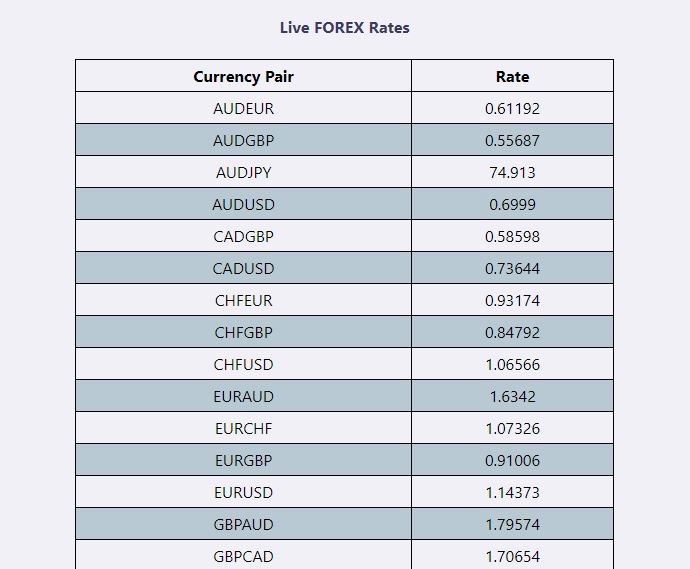 Live FOREX Rates
Currency Pair Rate
AUDEUR 0.61192
AUDGBP 0.55687
AUDJPY 74.913
AUDUSD 0.6999
CADGBP 0.58598
CADUSD 0.73644
CHFEUR 0.93174
CHFGBP 0.84792
CHFUSD 1.06566
EURAUD 1.6342
EURCHF 1.07326
EURGBP 0.91006
EURUSD 1.14373
GBPAUD 1.79574
GBPCAD 1.70654